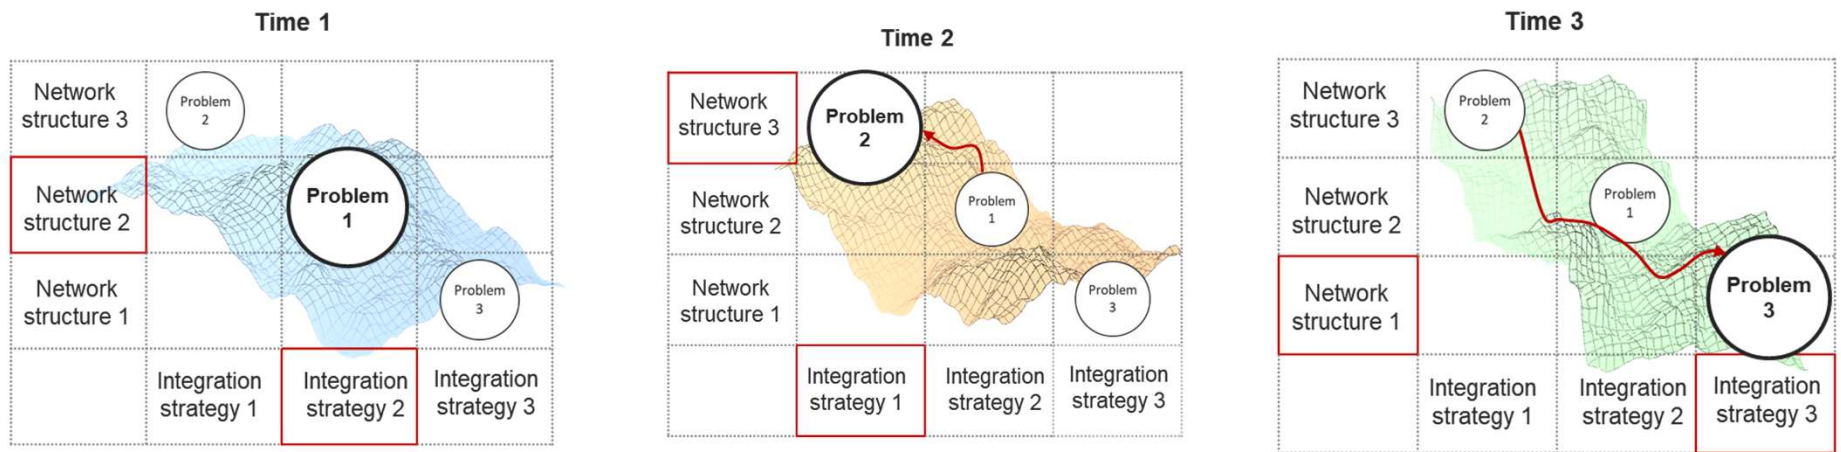 Time 1
Network
structure 3
Problem
2
Network
structure 2
Problem
1
Network
structure 1
Problem
3
Integration
strategy 1
Integration
strategy 2
Integration
strategy 3
Time 2
Network
structure 3
Problem
2
Network
structure 2
Problem
1
Network
structure 1
Problem
3
Integration
strategy 1
Integration
strategy 2
Integration
strategy 3
Time 3
Network
structure 3
Problem
2
Network
structure 2
Problem
1
Network
structure 1
Problem
3
Integration
strategy 1
Integration
strategy 2
Integration
strategy 3